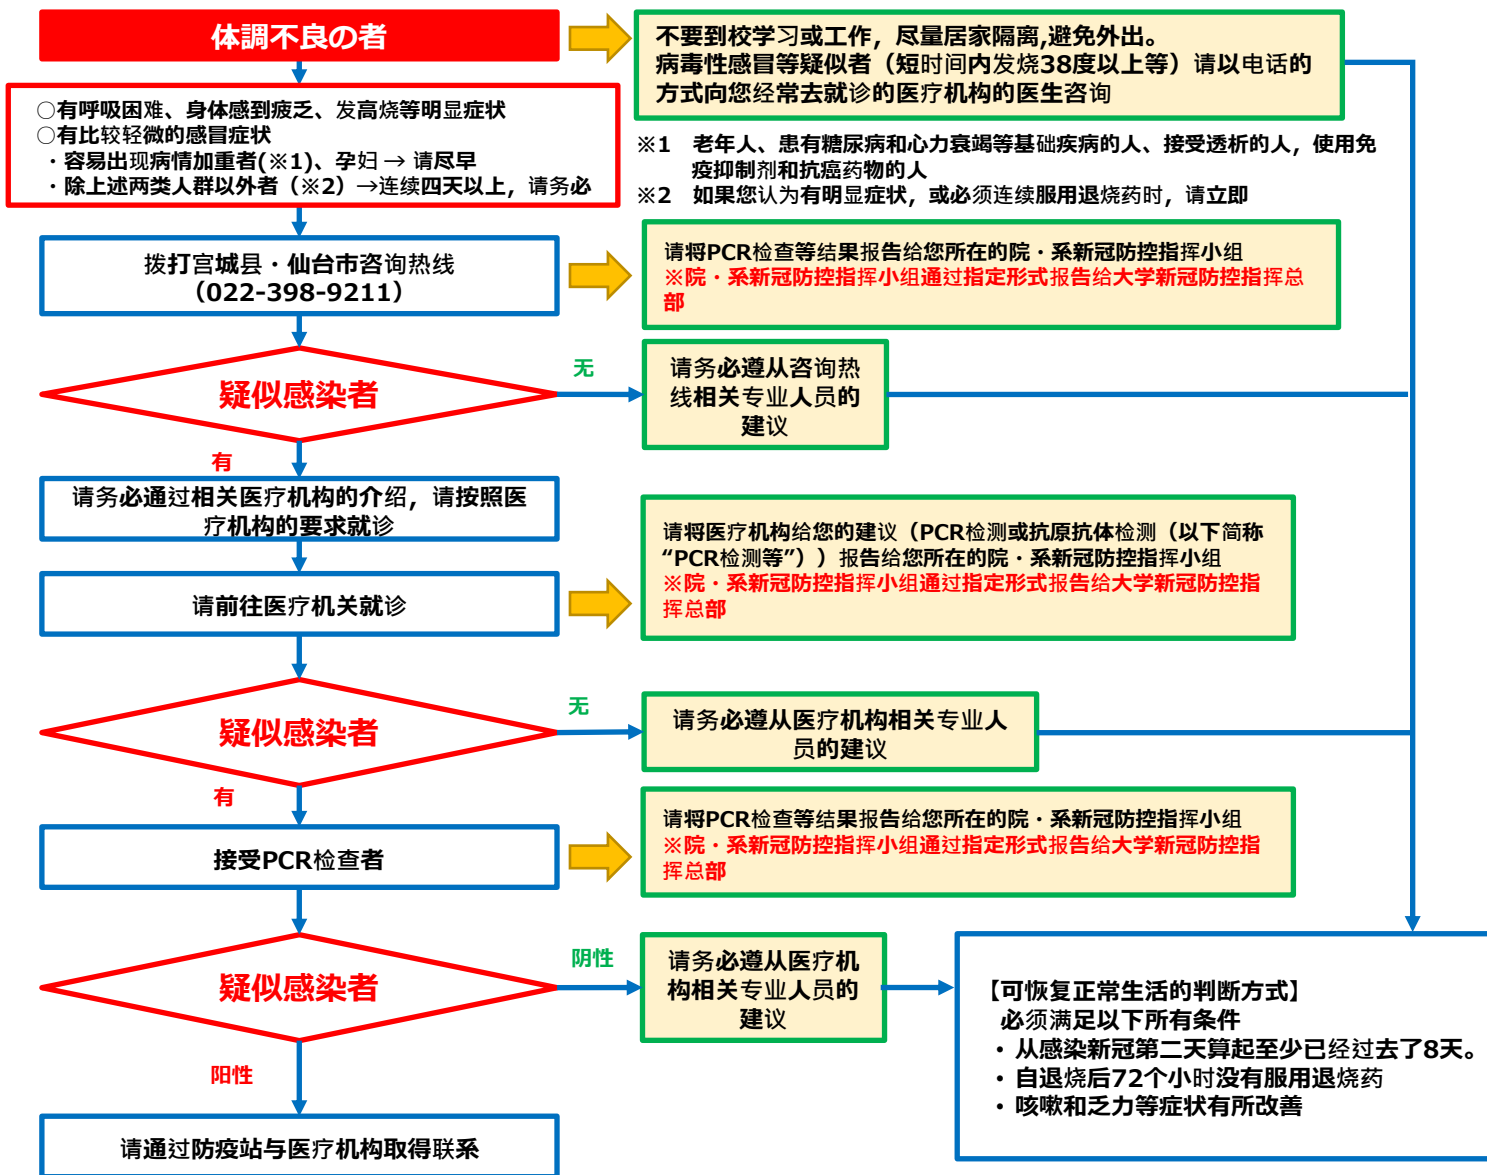 体調不良の者
不要到校学习或工作，尽量居家隔离,避免外出。
病毒性感冒等疑似者（短时间内发烧38度以上等）请以电话的
方式向您经常去就诊的医疗机构的医生咨询
○有呼吸困难、身体感到疲乏、发高烧等明显症状
○有比较轻微的感冒症状
・容易出现病情加重者(※1)、孕妇 → 请尽早
・除上述两类人群以外者（※2）→连续四天以上，请务必
※1 老年人、患有糖尿病和心力衰竭等基础疾病的人、接受透析的人，使用免
疫抑制剂和抗癌药物的人
※2 如果您认为有明显症状，或必须连续服用退烧药时，请立即
拨打宫城县・仙台市咨询热线
（022-398-9211）
请将PCR检查等结果报告给您所在的院・系新冠防控指挥小组
※院・系新冠防控指挥小组通过指定形式报告给大学新冠防控指挥总
部
疑似感染者
无
请务必遵从咨询热
线相关专业人员的
建议
有
请务必通过相关医疗机构的介绍，请按照医
疗机构的要求就诊
请将医疗机构给您的建议（PCR检测或抗原抗体检测（以下简称
“PCR检测等”））报告给您所在的院・系新冠防控指挥小组
※院・系新冠防控指挥小组通过指定形式报告给大学新冠防控指
挥总部
请前往医疗机关就诊
疑似感染者
无
请务必遵从医疗机构相关专业人
员的建议
有
接受PCR检查者
请将PCR检查等结果报告给您所在的院・系新冠防控指挥小组
※院・系新冠防控指挥小组通过指定形式报告给大学新冠防控指
挥总部
疑似感染者
阴性
请务必遵从医疗机
构相关专业人员的
建议
阳性
请通过防疫站与医疗机构取得联系
【可恢复正常生活的判断方式】
必须满足以下所有条件
・从感染新冠第二天算起至少已经过去了8天。
・自退烧后72个小时没有服用退烧药
・咳嗽和乏力等症状有所改善